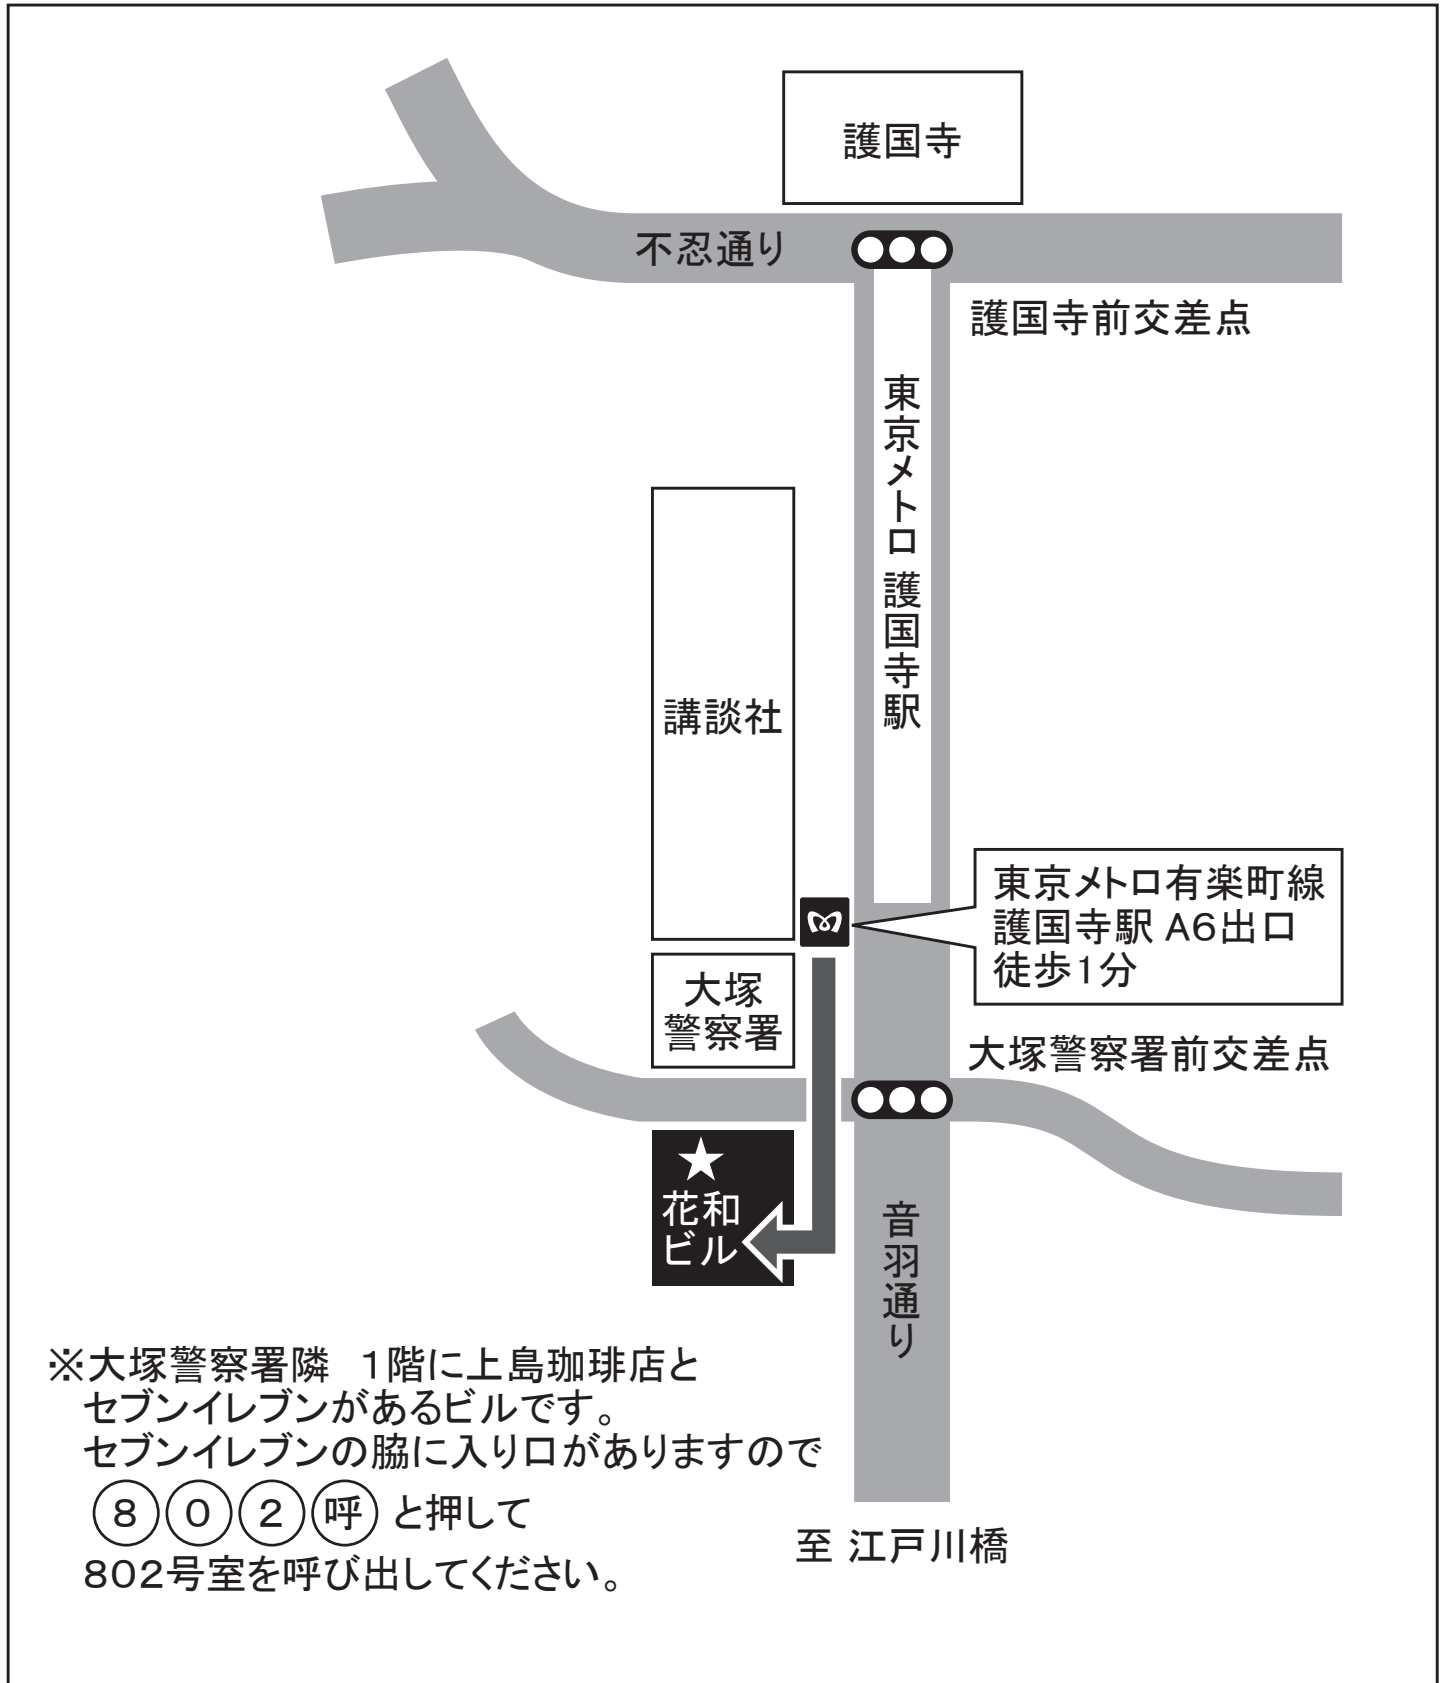 護国寺
不忍通り
護国寺前交差点
東京メトロ 護国寺駅
講談社
東京メトロ有楽町線
護国寺駅 A6出口
徒歩1分
大塚
警察署
大塚警察署前交差点
★
花和
ビル
音羽通り
※大塚警察署隣　1階に上島珈琲店と
セブンイレブンがあるビルです。
セブンイレブンの脇に入り口がありますので
8 0 2 呼 と押して
802号室を呼び出してください。
至 江戸川橋